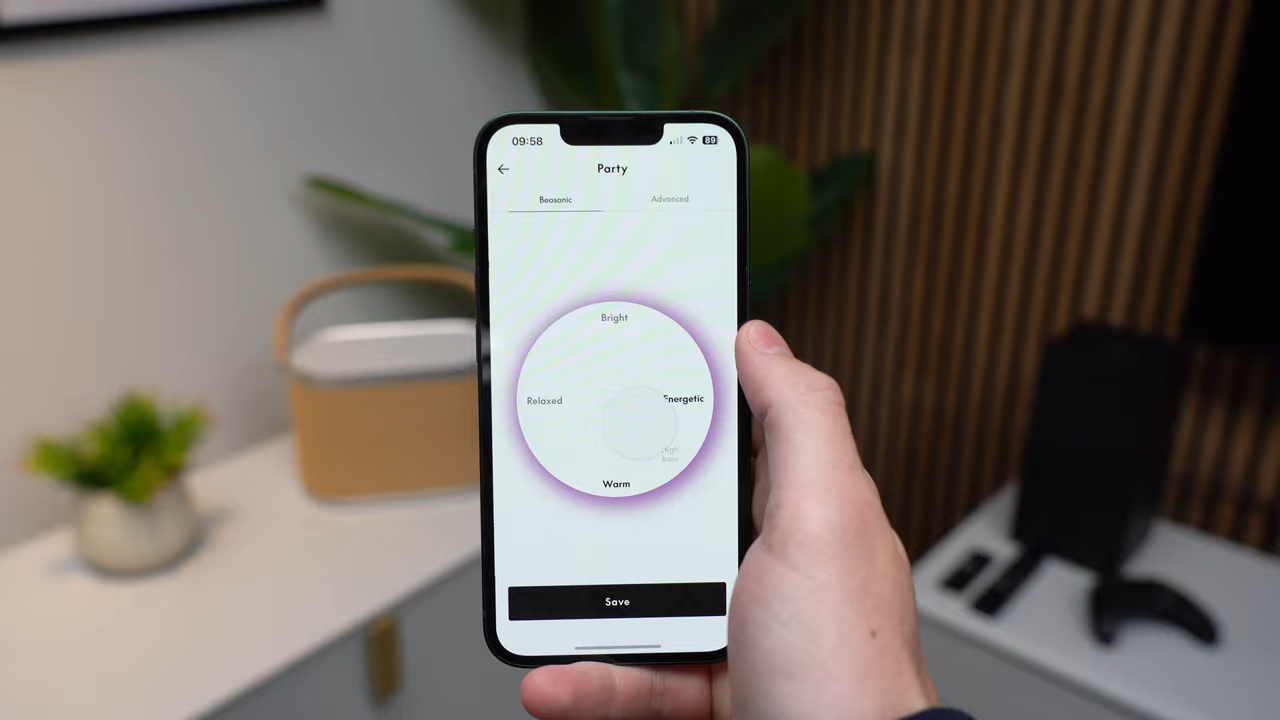 09:58
89
Party
Beosonic
Advanced
Bright
Relaxed
Energetic
Warm
Save